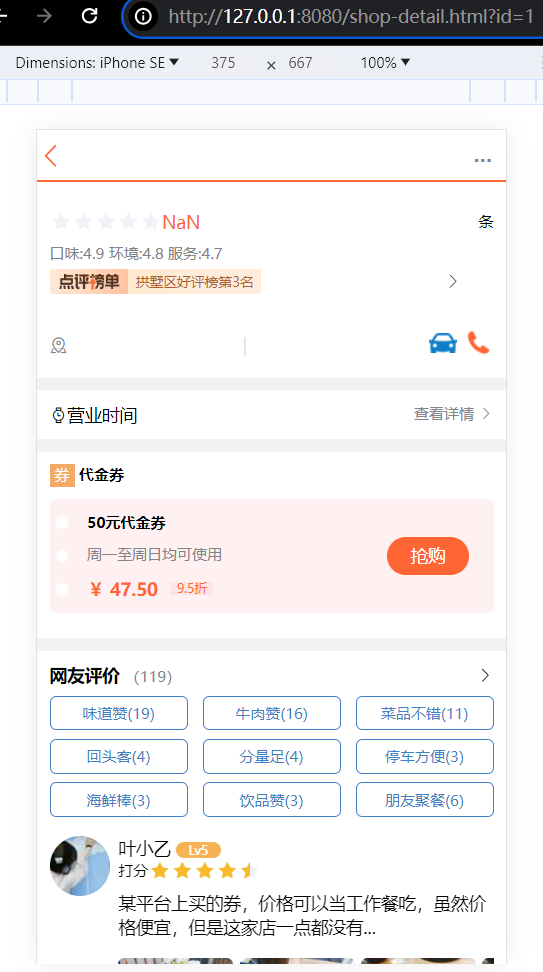 http://127.0.0.1:8080/shop-detail.html?id=1
Dimensions: iPhone SE 375 × 667 100%
NaN 条
口味:4.9 环境:4.8 服务:4.7
点评榜单 拱墅区好评榜第3名
营业时间 查看详情
券 代金券
50元代金券
周一至周日均可使用
抢购
￥ 47.50 9.5折
网友评价 (119)
味道赞(19) 牛肉赞(16) 菜品不错(11)
回头客(4) 分量足(4) 停车方便(3)
海鲜棒(3) 饮品赞(3) 朋友聚餐(6)
叶小乙 Lv5
打分
某平台上买的券，价格可以当工作餐吃，虽然价
格便宜，但是这家店一点都没有...